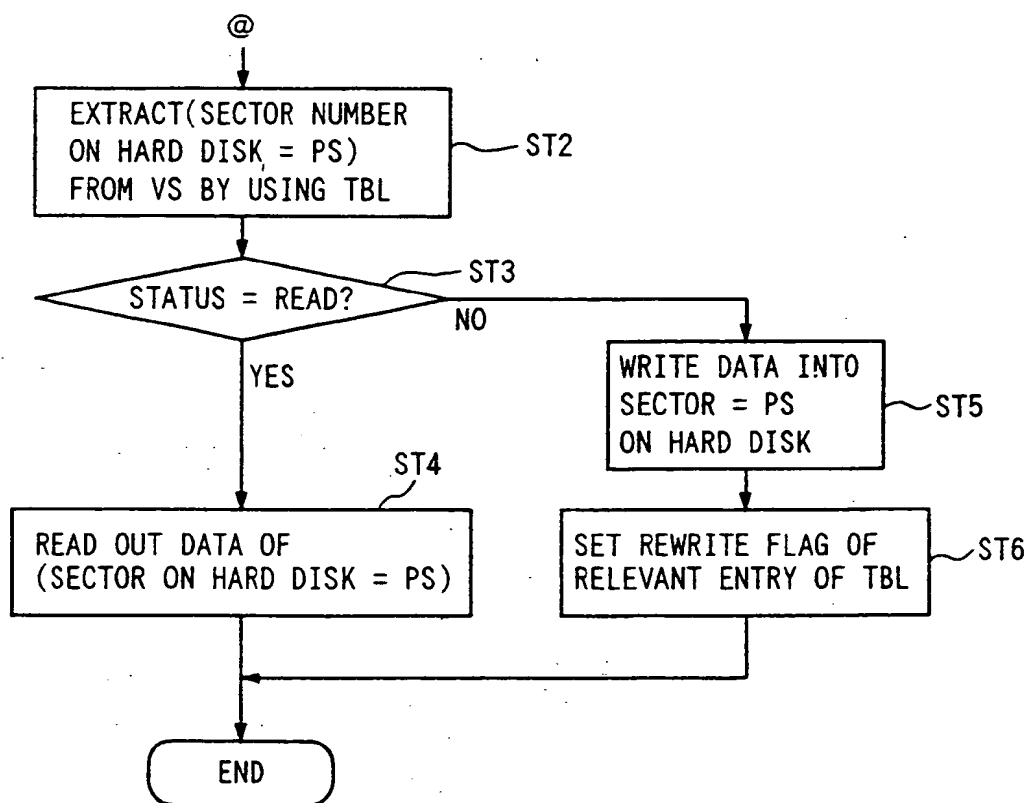 @
EXTRACT(SECTOR NUMBER
ON HARD DISK = PS)
FROM VS BY USING TBL
ST2
STATUS = READ?
ST3
NO
YES
WRITE DATA INTO
SECTOR = PS
ON HARD DISK
ST5
ST4
READ OUT DATA OF
(SECTOR ON HARD DISK = PS)
SET REWRITE FLAG OF
RELEVANT ENTRY OF TBL
ST6
END